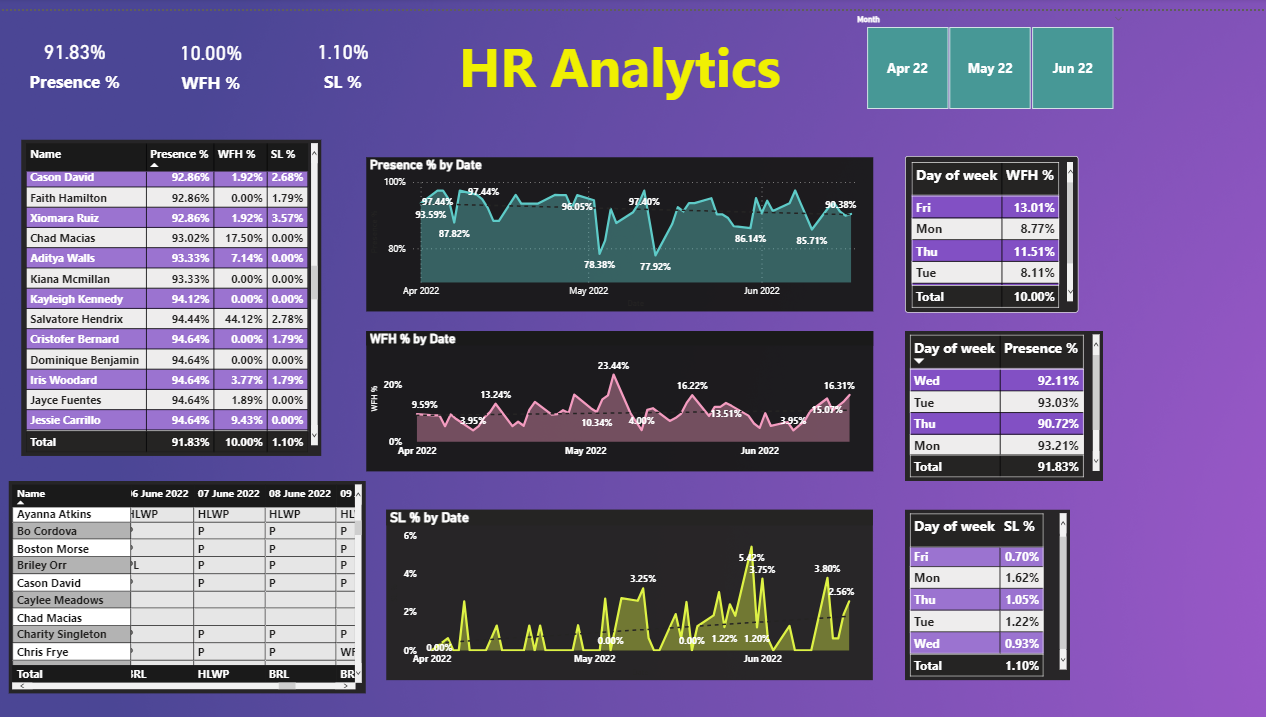 Month
91.83%
Presence %
10.00%
WFH %
1.10%
SL %
HR Analytics
Apr 22
May 22
Jun 22
Name Presence % WFH % SL %
Cason David 92.86% 1.92% 2.68%
Faith Hamilton 92.86% 0.00% 1.79%
Xiomara Ruiz 92.86% 1.92% 3.57%
Chad Macias 93.02% 17.50% 0.00%
Aditya Walls 93.33% 7.14% 0.00%
Kiana Mcmillan 93.33% 0.00% 0.00%
Kayleigh Kennedy 94.12% 0.00% 0.00%
Salvatore Hendrix 94.44% 44.12% 2.78%
Cristofer Bernard 94.64% 0.00% 1.79%
Dominique Benjamin 94.64% 0.00% 0.00%
Iris Woodard 94.64% 3.77% 1.79%
Jayce Fuentes 94.64% 1.89% 0.00%
Jessie Carrillo 94.64% 9.43% 0.00%
Total 91.83% 10.00% 1.10%
Presence % by Date
100%
80%
97.44%
93.59%
87.82%
97.44%
96.05%
78.38%
97.40%
77.92%
86.14%
85.71%
90.38%
Apr 2022 May 2022 Jun 2022
Day of week WFH %
Fri 13.01%
Mon 8.77%
Thu 11.51%
Tue 8.11%
Total 10.00%
WFH % by Date
WFH %
20%
0%
9.59%
3.95%
13.24%
10.34%
23.44%
4.00%
16.22%
13.51%
3.95%
15.07%
16.31%
Apr 2022 May 2022 Jun 2022
Day of week Presence %
Wed 92.11%
Tue 93.03%
Thu 90.72%
Mon 93.21%
Total 91.83%
Name 06 June 2022 07 June 2022 08 June 2022 09
Ayanna Atkins HLWP HLWP HLWP HL
Bo Cordova P P P
Boston Morse P P P
Briley Orr PL P P P
Cason David P P P
Caylee Meadows
Chad Macias
Charity Singleton P P P
Chris Frye P P WF
Total BRL HLWP BRL BR
SL % by Date
6%
4%
2%
0%
0.00%
0.00%
3.25%
0.00%
1.22%
5.42%
3.75%
1.20%
3.80%
2.56%
Apr 2022 May 2022 Jun 2022
Day of week SL %
Fri 0.70%
Mon 1.62%
Thu 1.05%
Tue 1.22%
Wed 0.93%
Total 1.10%